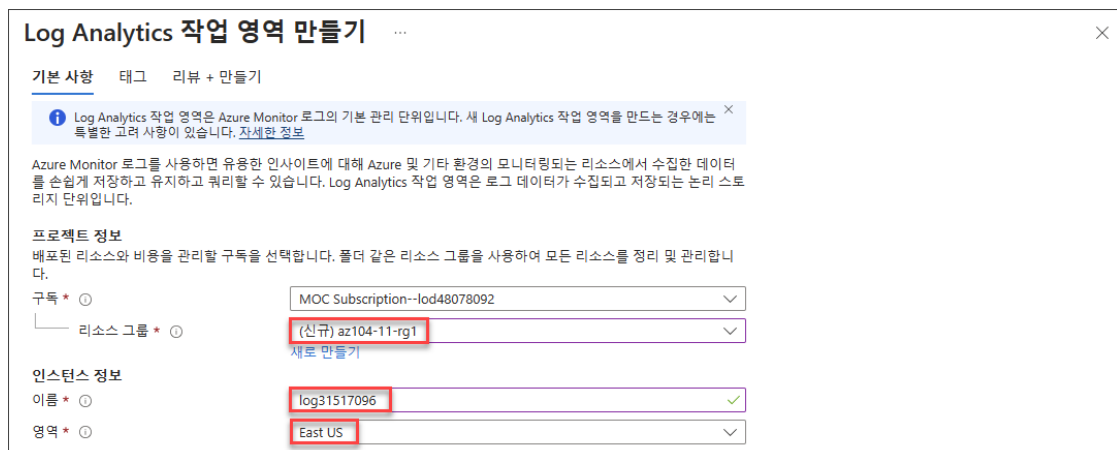 Log Analytics 작업 영역 만들기 ...
기본 사항 태그 리뷰 + 만들기
Log Analytics 작업 영역은 Azure Monitor 로그의 기본 관리 단위입니다. 새 Log Analytics 작업 영역을 만드는 경우에는
특별한 고려 사항이 있습니다. 자세한 정보
Azure Monitor 로그를 사용하면 유용한 인사이트에 대해 Azure 및 기타 환경의 모니터링되는 리소스에서 수집한 데이터
를 손쉽게 저장하고 유지하고 쿼리할 수 있습니다. Log Analytics 작업 영역은 로그 데이터가 수집되고 저장되는 논리 스토
리지 단위입니다.
프로젝트 정보
배포된 리소스와 비용을 관리할 구독을 선택합니다. 폴더 같은 리소스 그룹을 사용하여 모든 리소스를 정리 및 관리합니
다.
구독 * MOC Subscription--lod48078092
리소스 그룹 * (신규) az104-11-rg1
새로 만들기
인스턴스 정보
이름 * log31517096
영역 * East US